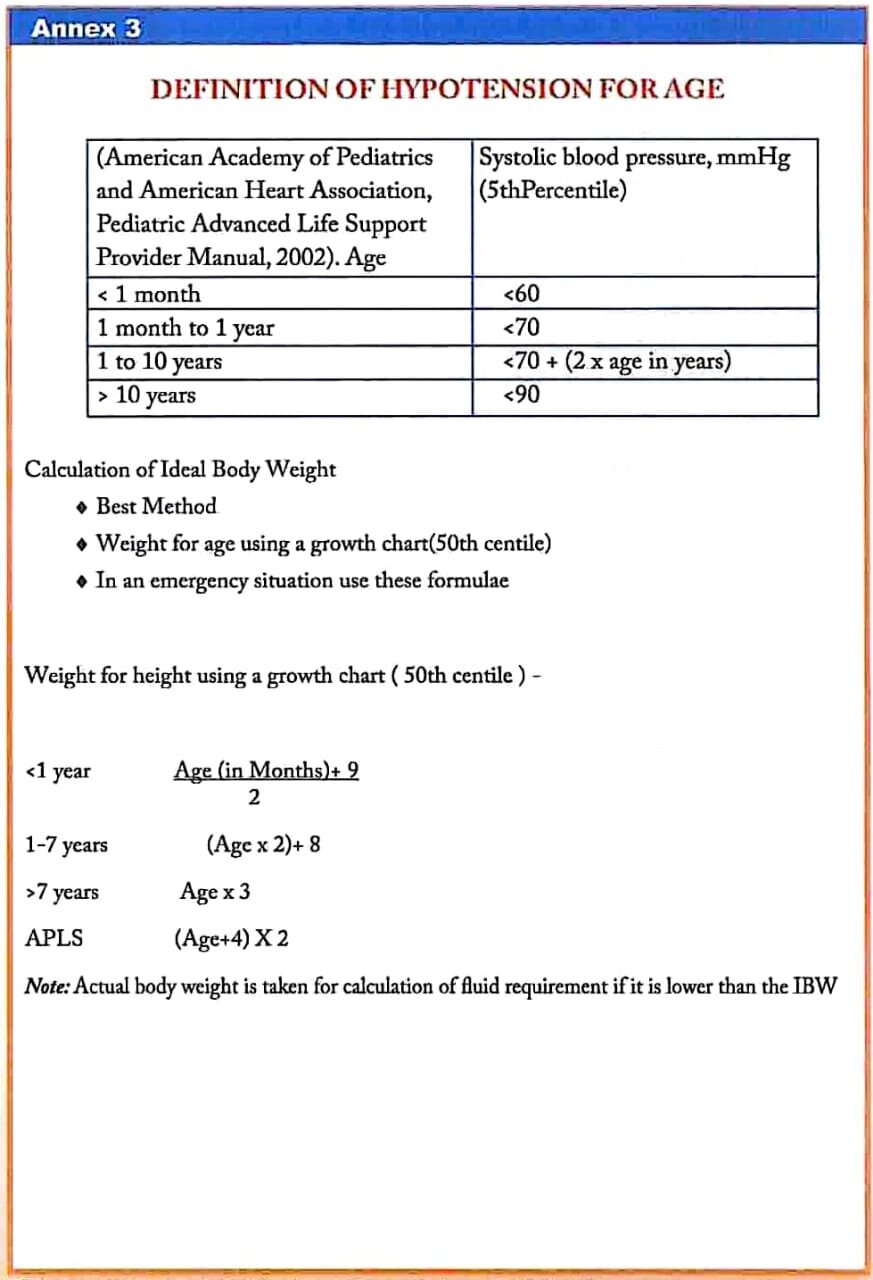 Annex 3
DEFINITION OF HYPOTENSION FOR AGE
(American Academy of Pediatrics
and American Heart Association,
Pediatric Advanced Life Support
Provider Manual, 2002). Age
Systolic blood pressure, mmHg
(5thPercentile)
< 1 month <60
1 month to 1 year <70
1 to 10 years <70 + (2 x age in years)
> 10 years <90
Calculation of Ideal Body Weight
♦ Best Method
♦ Weight for age using a growth chart(50th centile)
♦ In an emergency situation use these formulae
Weight for height using a growth chart ( 50th centile ) -
<1 year Age (in Months)+ 9
2
1-7 years (Age x 2)+ 8
>7 years Age x 3
APLS (Age+4) X 2
Note: Actual body weight is taken for calculation of fluid requirement if it is lower than the IBW